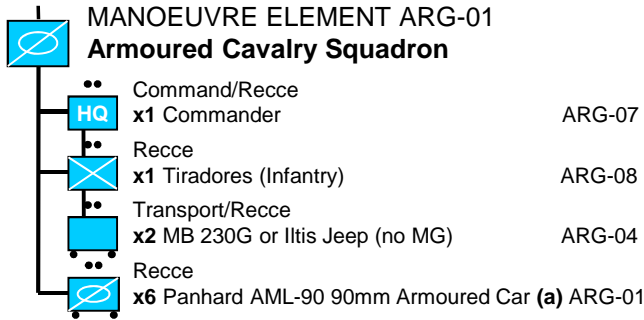 MANOEUVRE ELEMENT ARG-01
Armoured Cavalry Squadron
Command/Recce
HQ x1 Commander ARG-07
Recce
x1 Tiradores (Infantry) ARG-08
Transport/Recce
x2 MB 230G or Iltis Jeep (no MG) ARG-04
Recce
x6 Panhard AML-90 90mm Armoured Car (a) ARG-01